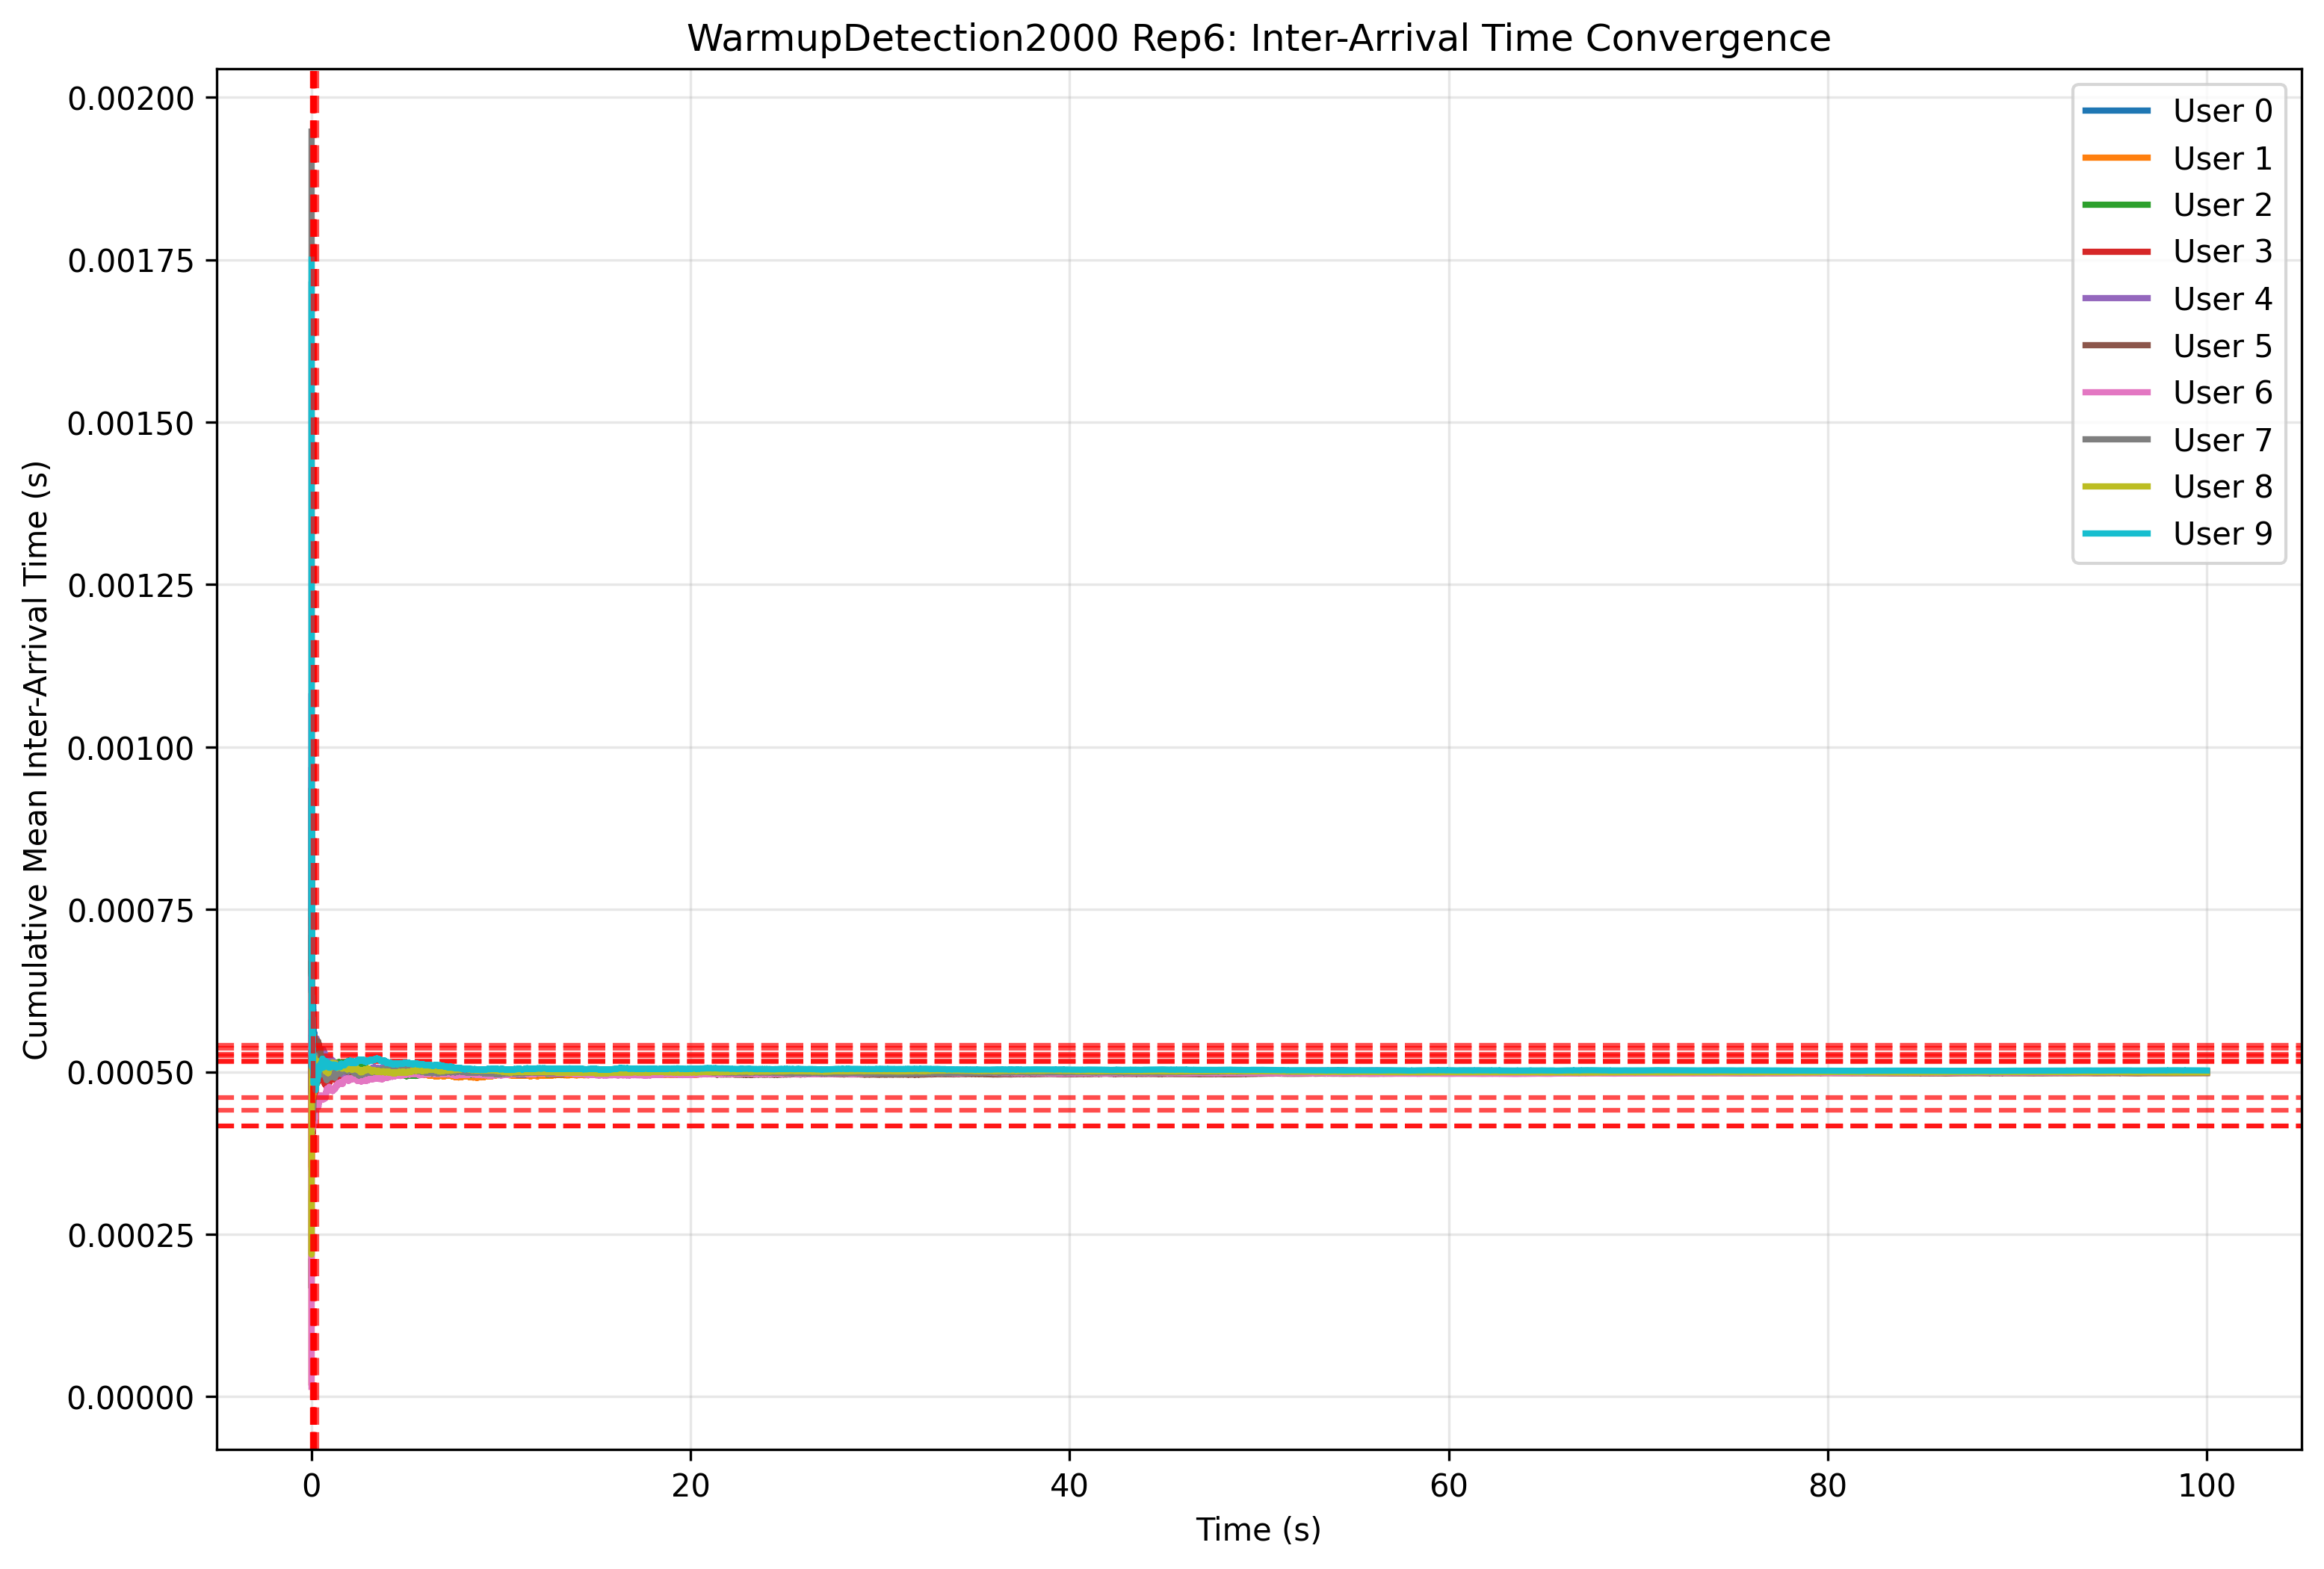 WarmupDetection2000 Rep6: Inter-Arrival Time Convergence
Cumulative Mean Inter-Arrival Time (s)
0.00200
0.00175
0.00150
0.00125
0.00100
0.00075
0.00050
0.00025
0.00000
User 0
User 1
User 2
User 3
User 4
User 5
User 6
User 7
User 8
User 9
0 20 40 60 80 100
Time (s)